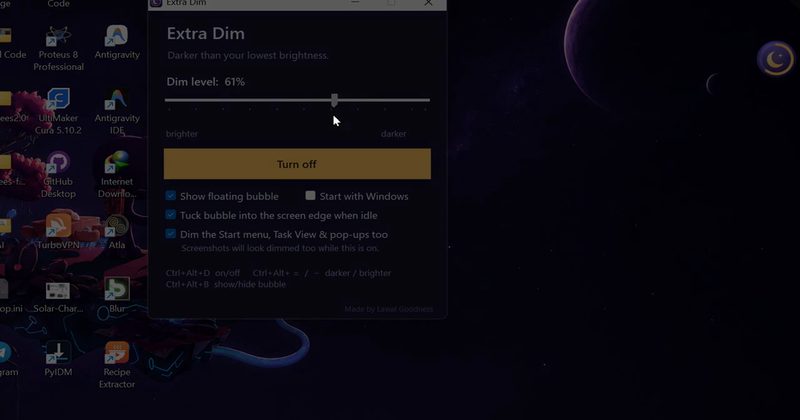 Extra Dim
Extra Dim
Darker than your lowest brightness.
Dim level: 61%
brighter
darker
Turn off
Show floating bubble
Start with Windows
Tuck bubble into the screen edge when idle
Dim the Start menu, Task View & pop-ups too
Screenshots will look dimmed too while this is on.
Ctrl+Alt+D on/off Ctrl+Alt+ = / − darker / brighter
Ctrl+Alt+B show/hide bubble
Made by
Goodness
Code
Code
Proteus 8
Professional
Antigravity
UltiMaker
Cura 5.10.2
Antigravity
IDE
GitHub
Desktop
Internet
Downlo...
TurboVPN
Atla
Solar-Char...
Blur
PyIDM
Recipe
Extractor